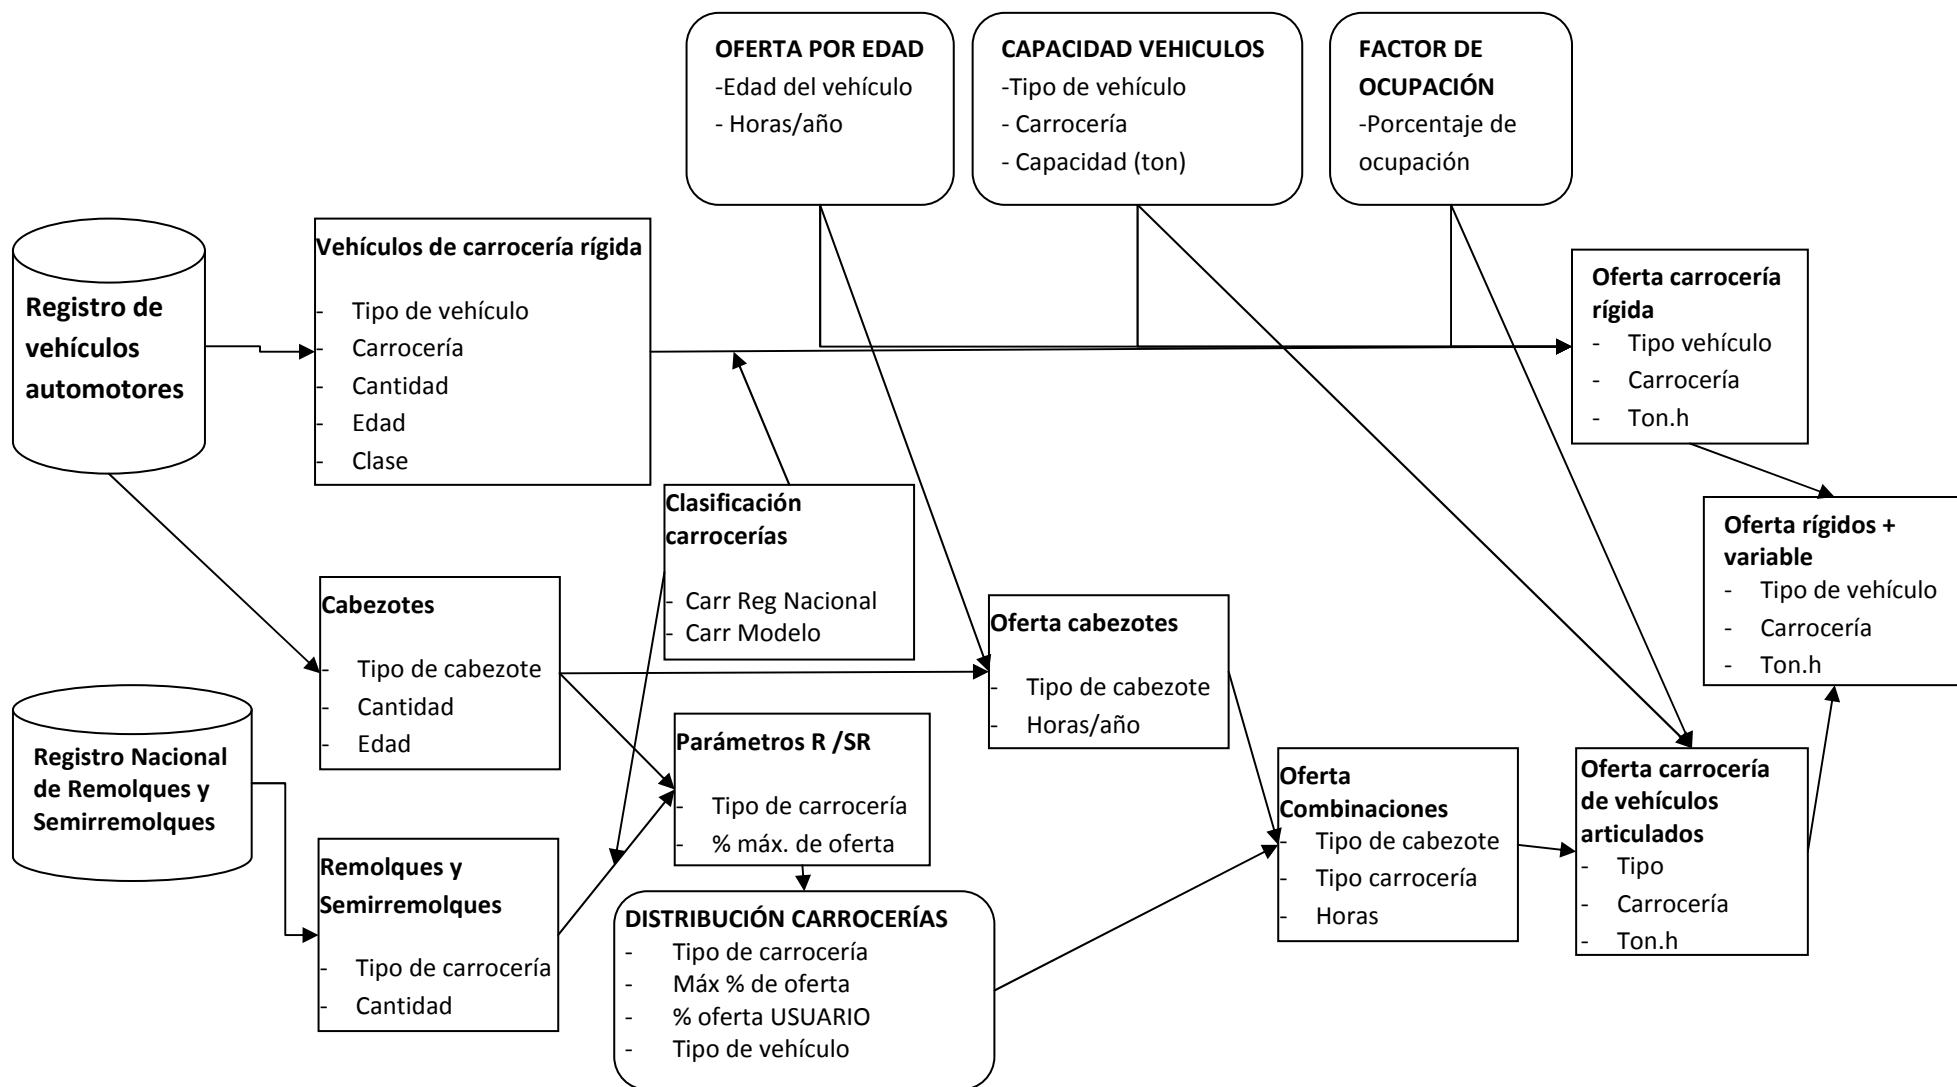 OFERTA POR EDAD
-Edad del vehículo
- Horas/año
CAPACIDAD VEHICULOS
-Tipo de vehículo
- Carrocería
- Capacidad (ton)
FACTOR DE
OCUPACIÓN
-Porcentaje de
ocupación
Registro de
vehículos
automotores
Vehículos de carrocería rígida
- Tipo de vehículo
- Carrocería
- Cantidad
- Edad
- Clase
Oferta carrocería
rígida
- Tipo vehículo
- Carrocería
- Ton.h
Clasificación
carrocerías
- Carr Reg Nacional
- Carr Modelo
Oferta rígidos +
variable
- Tipo de vehículo
- Carrocería
- Ton.h
Cabezotes
- Tipo de cabezote
- Cantidad
- Edad
Oferta cabezotes
- Tipo de cabezote
- Horas/año
Registro Nacional
de Remolques y
Semirremolques
Parámetros R /SR
- Tipo de carrocería
- % máx. de oferta
Oferta
Combinaciones
- Tipo de cabezote
- Tipo carrocería
- Horas
Oferta carrocería
de vehículos
articulados
- Tipo
- Carrocería
- Ton.h
Remolques y
Semirremolques
- Tipo de carrocería
- Cantidad
DISTRIBUCIÓN CARROCERÍAS
- Tipo de carrocería
- Máx % de oferta
- % oferta USUARIO
- Tipo de vehículo